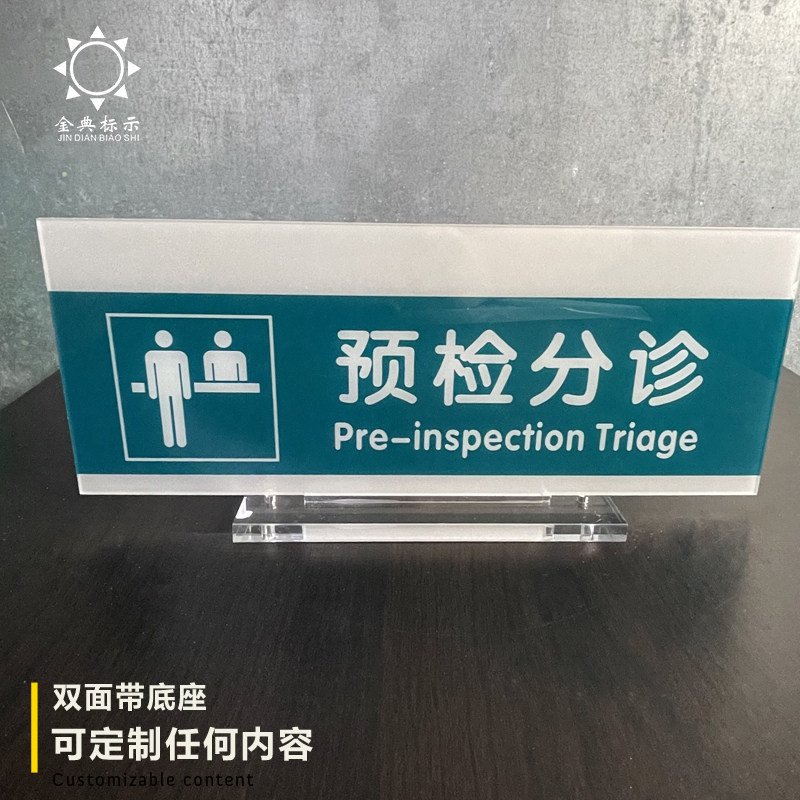 金典标示
JIN DIAN BIAO SHI
预检分诊
Pre-inspection Triage
双面带底座
可定制任何内容
Customizable content